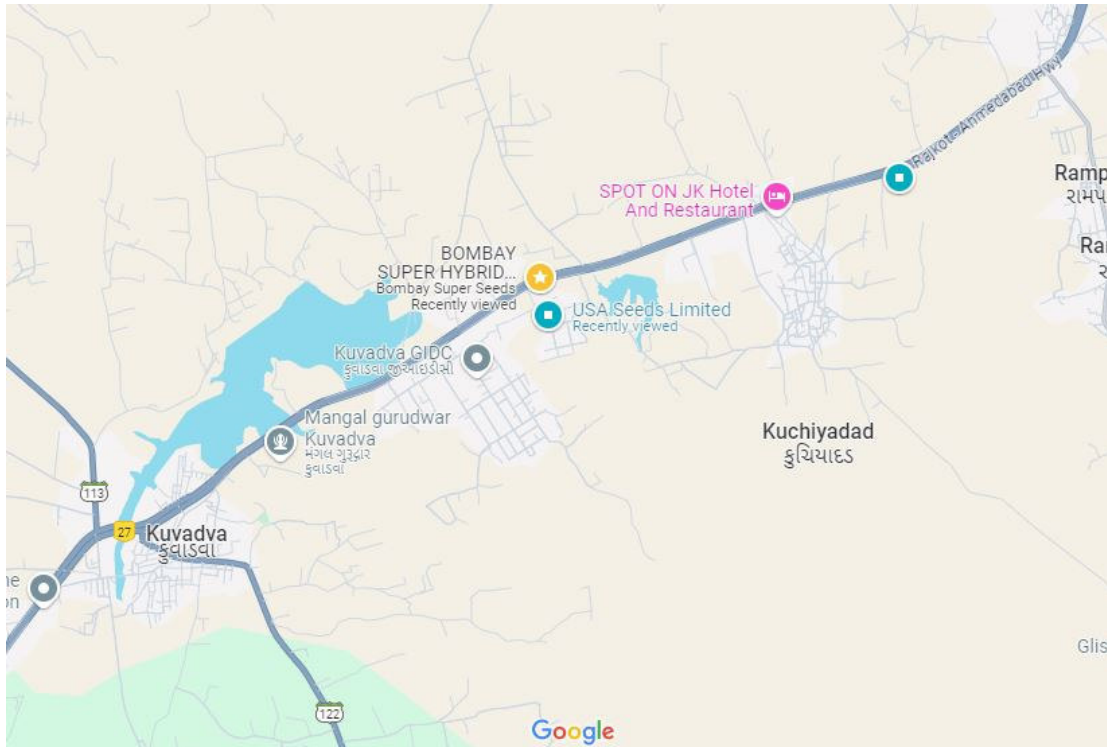 Rajkot - Ahmedabad Hwy
SPOT ON JK Hotel
And Restaurant
Ramp
રામપ
BOMBAY
SUPER HYBRID...
Bombay Super Seeds
Recently viewed
Ra
USA Seeds Limited
Recently viewed
Kuvadva GIDC
કુવાડવા જીઆઇડીસી
Mangal gurudwar
Kuvadva
મંગલ ગુરુદ્વાર
કુવાડવા
Kuchiyadad
કુચિયાદડ
113
27
Kuvadva
કુવાડવા
ne
on
Glis
122
Google